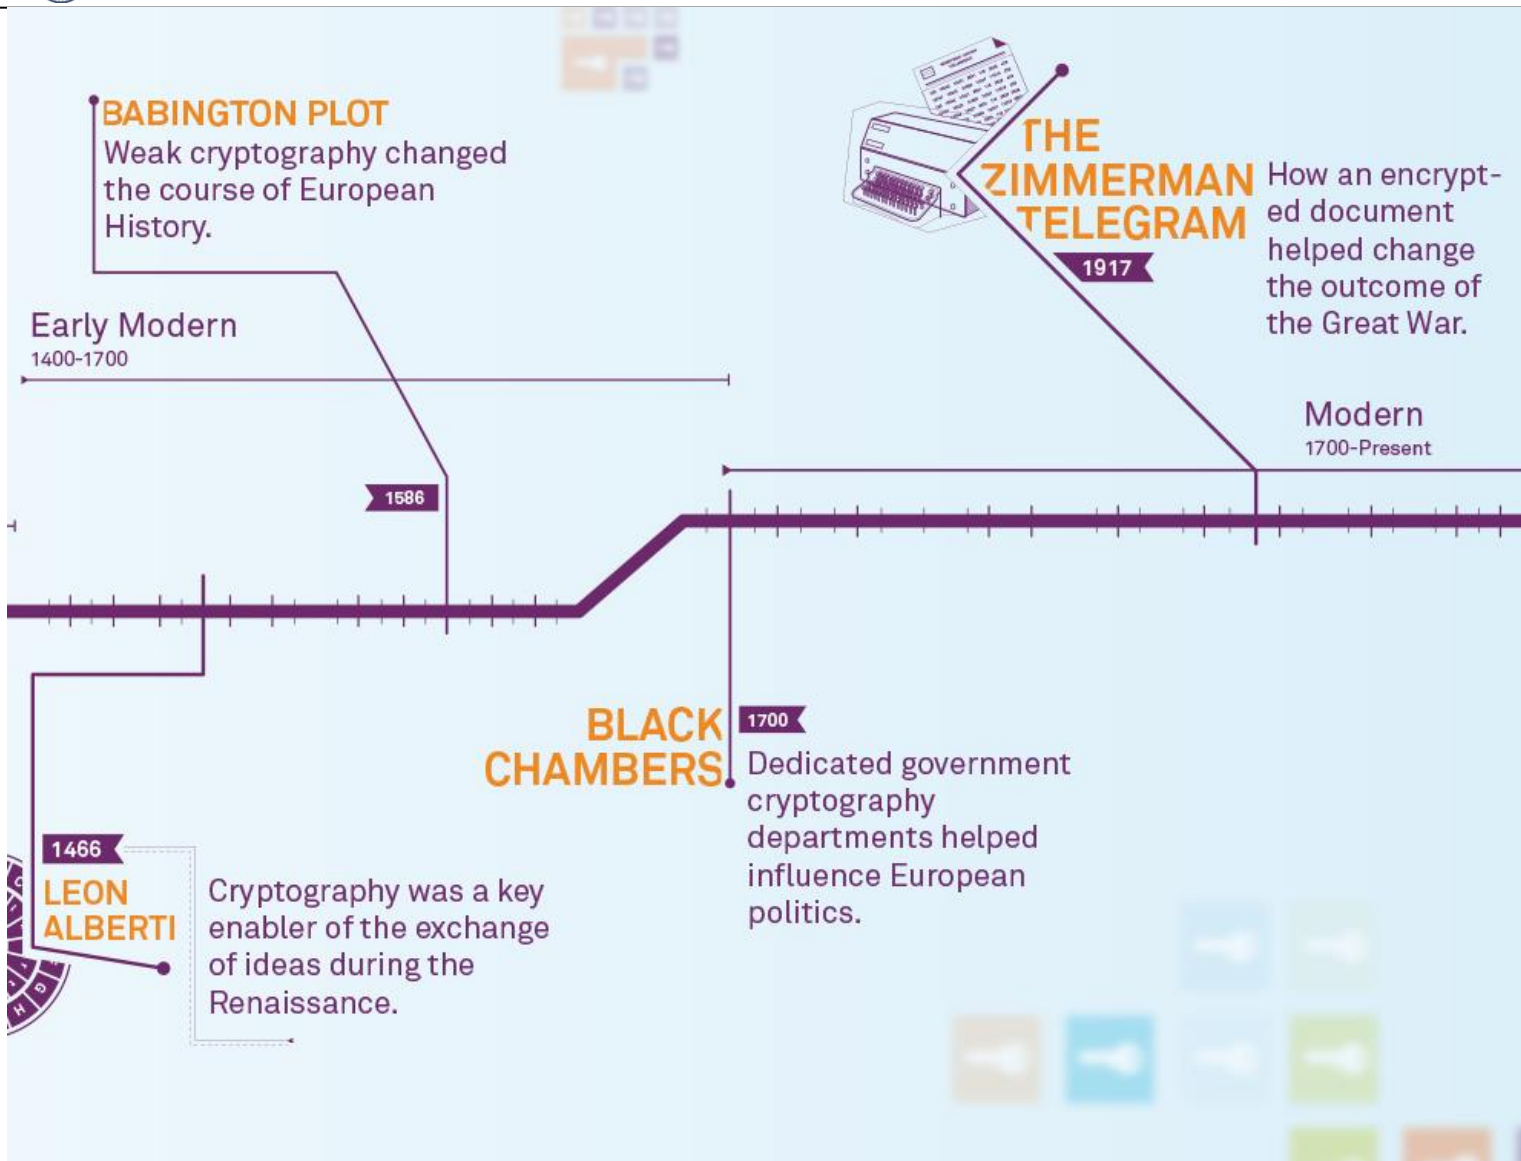 BABINGTON PLOT
Weak cryptography changed
the course of European
History.
THE
ZIMMERMAN
TELEGRAM
1917
How an encrypt-
ed document
helped change
the outcome of
the Great War.
Early Modern
1400-1700
Modern
1700-Present
1586
BLACK
CHAMBERS
1700
Dedicated government
cryptography
departments helped
influence European
politics.
1466
LEON
ALBERTI
Cryptography was a key
enabler of the exchange
of ideas during the
Renaissance.
G
H